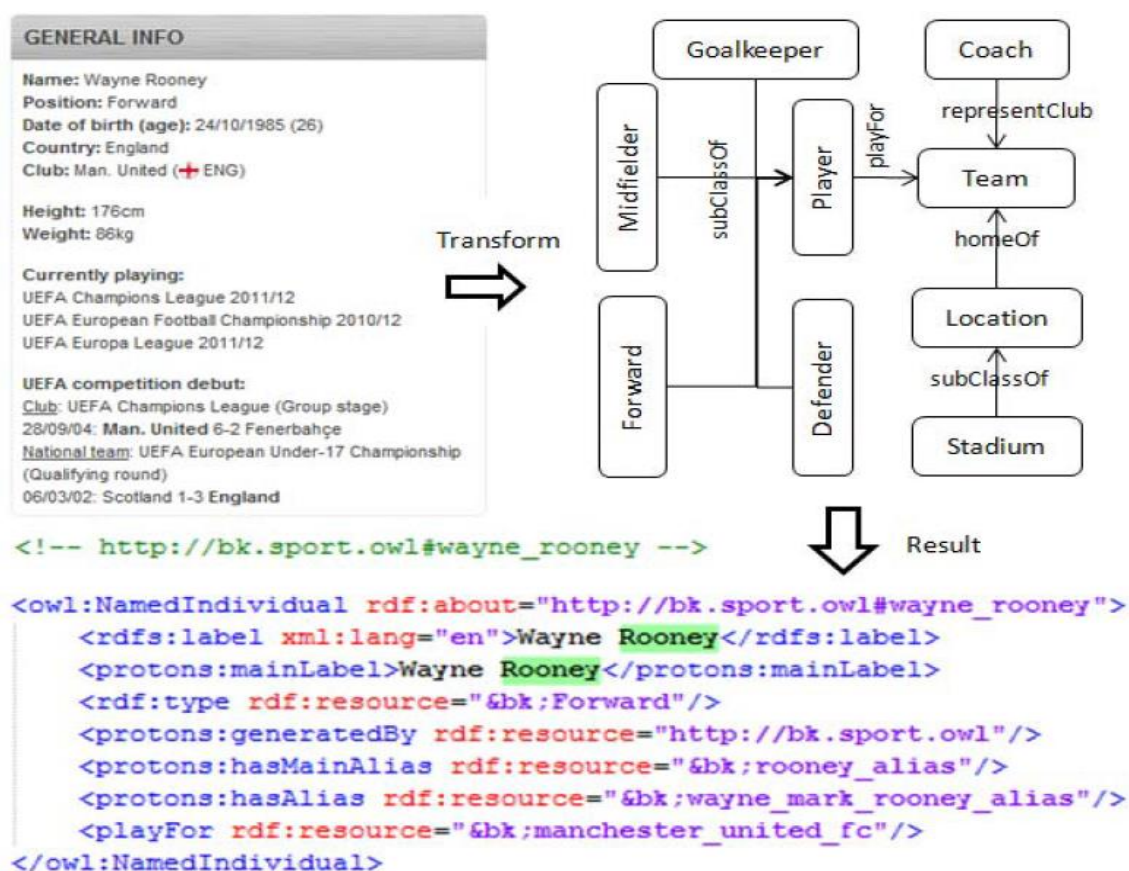 GENERAL INFO
Name: Wayne Rooney
Position: Forward
Date of birth (age): 24/10/1985 (26)
Country: England
Club: Man. United ( ENG)
Height: 176cm
Weight: 86kg
Currently playing:
UEFA Champions League 2011/12
UEFA European Football Championship 2010/12
UEFA Europa League 2011/12
UEFA competition debut:
Club: UEFA Champions League (Group stage)
28/09/04: Man. United 6-2 Fenerbahçe
National team: UEFA European Under-17 Championship
(Qualifying round)
06/03/02: Scotland 1-3 England
Transform
Goalkeeper
Coach
representClub
Midfielder
subClassOf
Player
playFor
Team
homeOf
Forward
Defender
Location
subClassOf
Stadium
Result
<!-- http://bk.sport.owl#wayne_rooney -->
<owl:NamedIndividual rdf:about="http://bk.sport.owl#wayne_rooney">
<rdfs:label xml:lang="en">Wayne Rooney</rdfs:label>
<protons:mainLabel>Wayne Rooney</protons:mainLabel>
<rdf:type rdf:resource="&bk;Forward"/>
<protons:generatedBy rdf:resource="http://bk.sport.owl"/>
<protons:hasMainAlias rdf:resource="&bk;rooney_alias"/>
<protons:hasAlias rdf:resource="&bk;wayne_mark_rooney_alias"/>
<playFor rdf:resource="&bk;manchester_united_fc"/>
</owl:NamedIndividual>